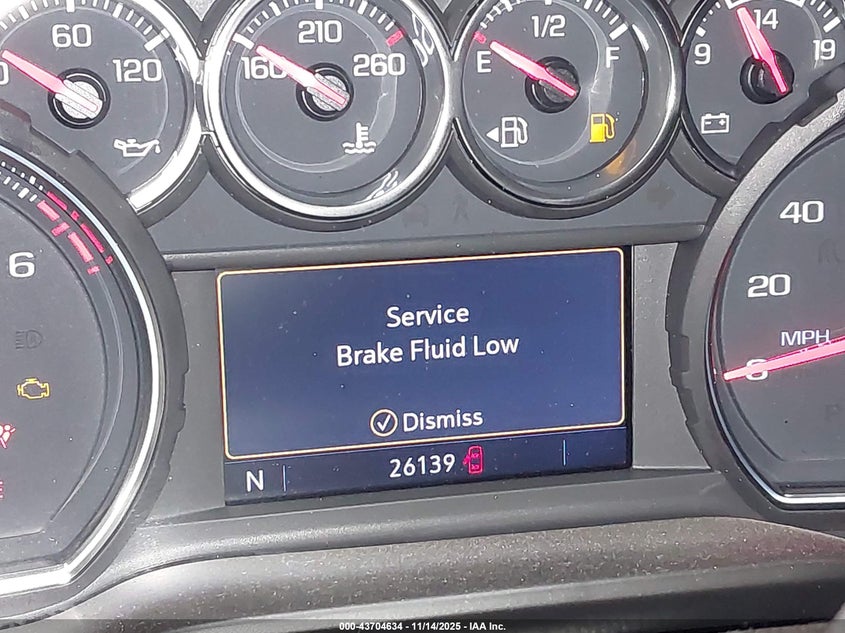 60
120
210
160
260
1/2
E
F
14
9
19
6
40
20
MPH
Service
Brake Fluid Low
Dismiss
N
26139
000-43704634 - 11/14/2025 - IAA Inc.